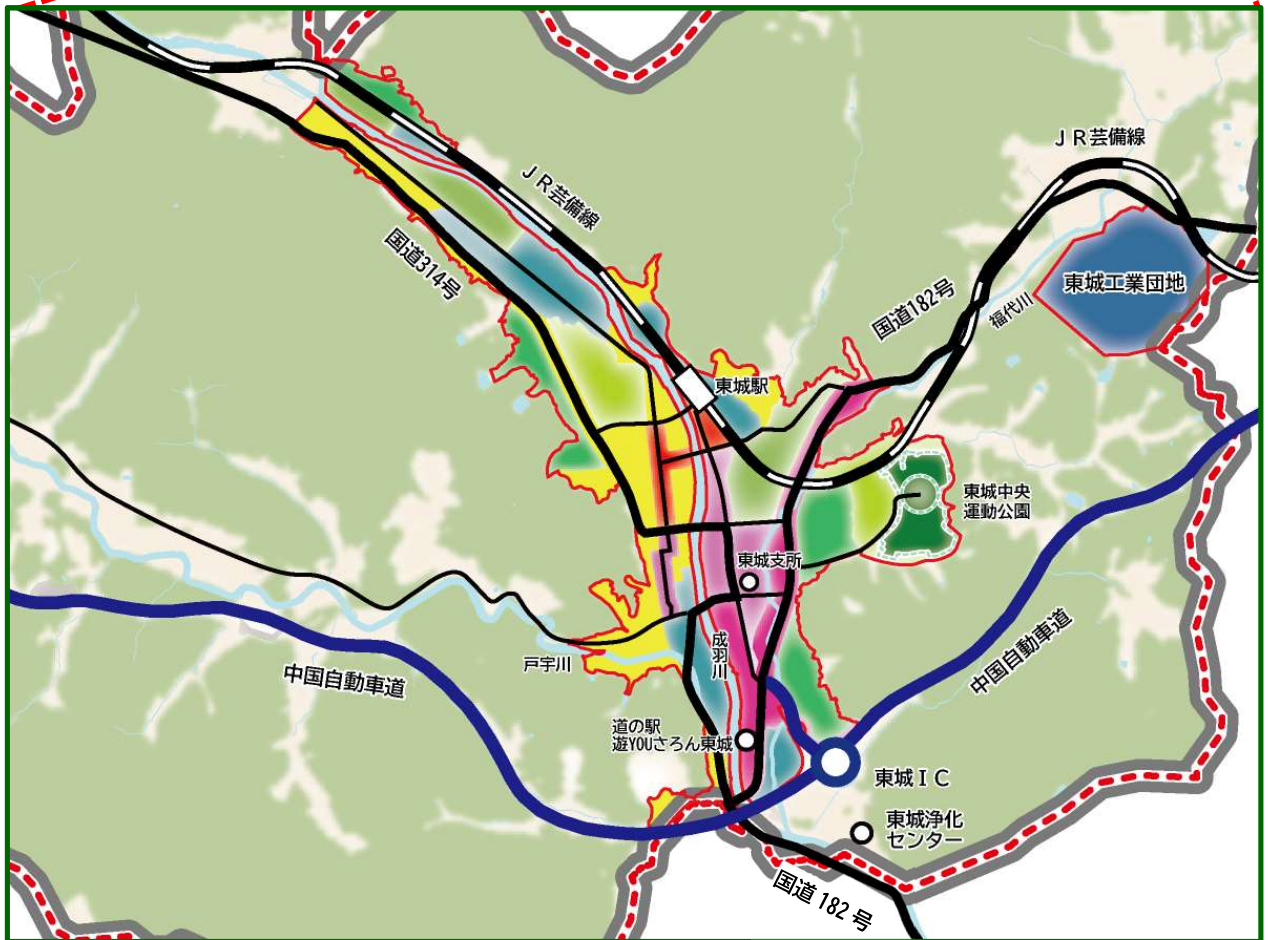 ＪＲ芸備線
ＪＲ芸備線
国道314号
東城工業団地
国道182号
福代川
東城駅
東城中央
運動公園
東城支所
戸宇川
成羽川
中国自動車道
中国自動車道
道の駅
遊YOUさろん東城
東城ＩＣ
東城浄化
センター
国道 182 号